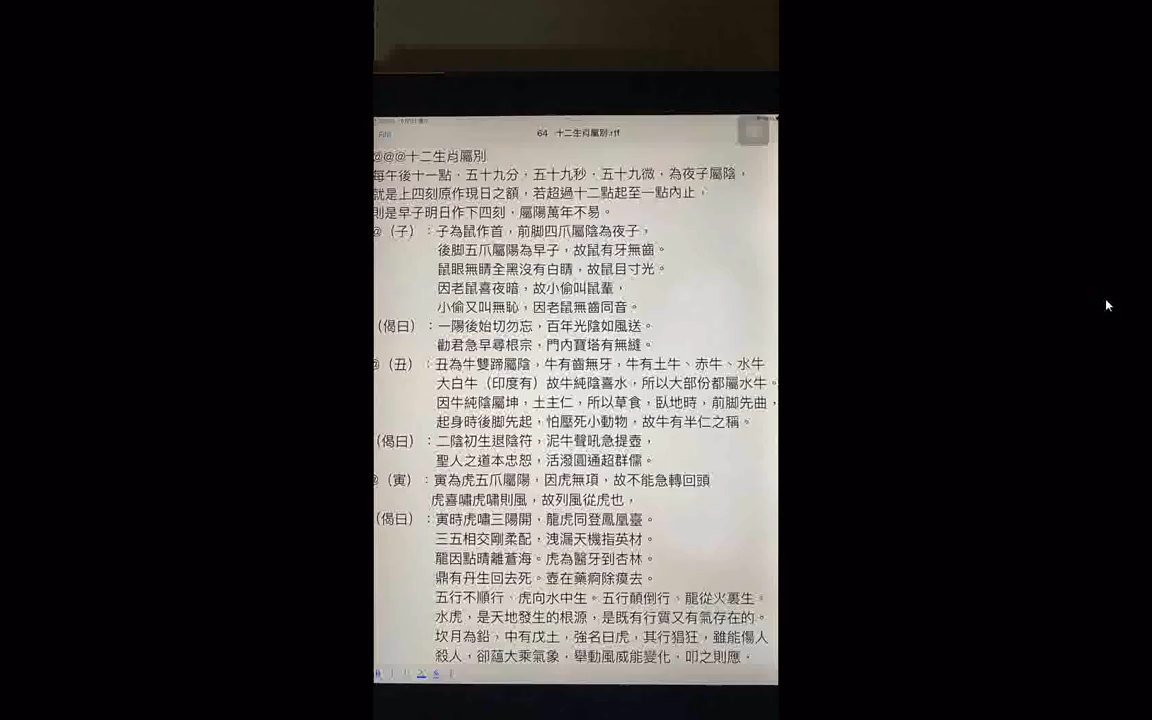 64 十二生肖屬別.rtf
@@@十二生肖屬別
每午後十一點．五十九分，五十九秒．五十九微，為夜子屬陰，
就是上四刻原作現日之額，若超過十二點起至一點內止，
則是早子明日作下四刻，屬陽萬年不易。
@（子）：子為鼠作首，前脚四爪屬陰為夜子，
後脚五爪屬陽為早子，故鼠有牙無齒。
鼠眼無睛全黑沒有白睛，故鼠目寸光。
因老鼠喜夜暗，故小偷叫鼠輩，
小偷又叫無恥，因老鼠無齒同音。
（偈曰）：一陽後始切勿忘，百年光陰如風送。
勸君急早尋根宗，門內寶塔有無縫。
@（丑）：丑為牛雙蹄屬陰，牛有齒無牙，牛有土牛、赤牛、水牛
大白牛（印度有）故牛純陰喜水，所以大部份都屬水牛。
因牛純陰屬坤，土主仁，所以草食，臥地時，前脚先曲，
起身時後脚先起，怕壓死小動物，故牛有半仁之稱。
（偈曰）：二陰初生退陰符，泥牛聲吼急提壺，
聖人之道本忠恕，活潑圓通超群儒。
@（寅）：寅為虎五爪屬陽，因虎無項，故不能急轉回頭
虎喜嘯虎嘯則風，故列風從虎也，
（偈曰）：寅時虎嘯三陽開，龍虎同登鳳凰臺。
三五相交剛柔配，洩漏天機指英材。
龍因點睛離蒼海。虎為醫牙到杏林。
鼎有丹生回去死。壺在藥痾除瘼去。
五行不順行、虎向水中生。五行顛倒行、龍從火裏生。
水虎，是天地發生的根源，是既有行質又有氣存在的。
坎月為鉛，中有戊土，強名曰虎，其行猖狂，雖能傷人
殺人，卻蘊大乘氣象，舉動風威能變化．叩之則應．